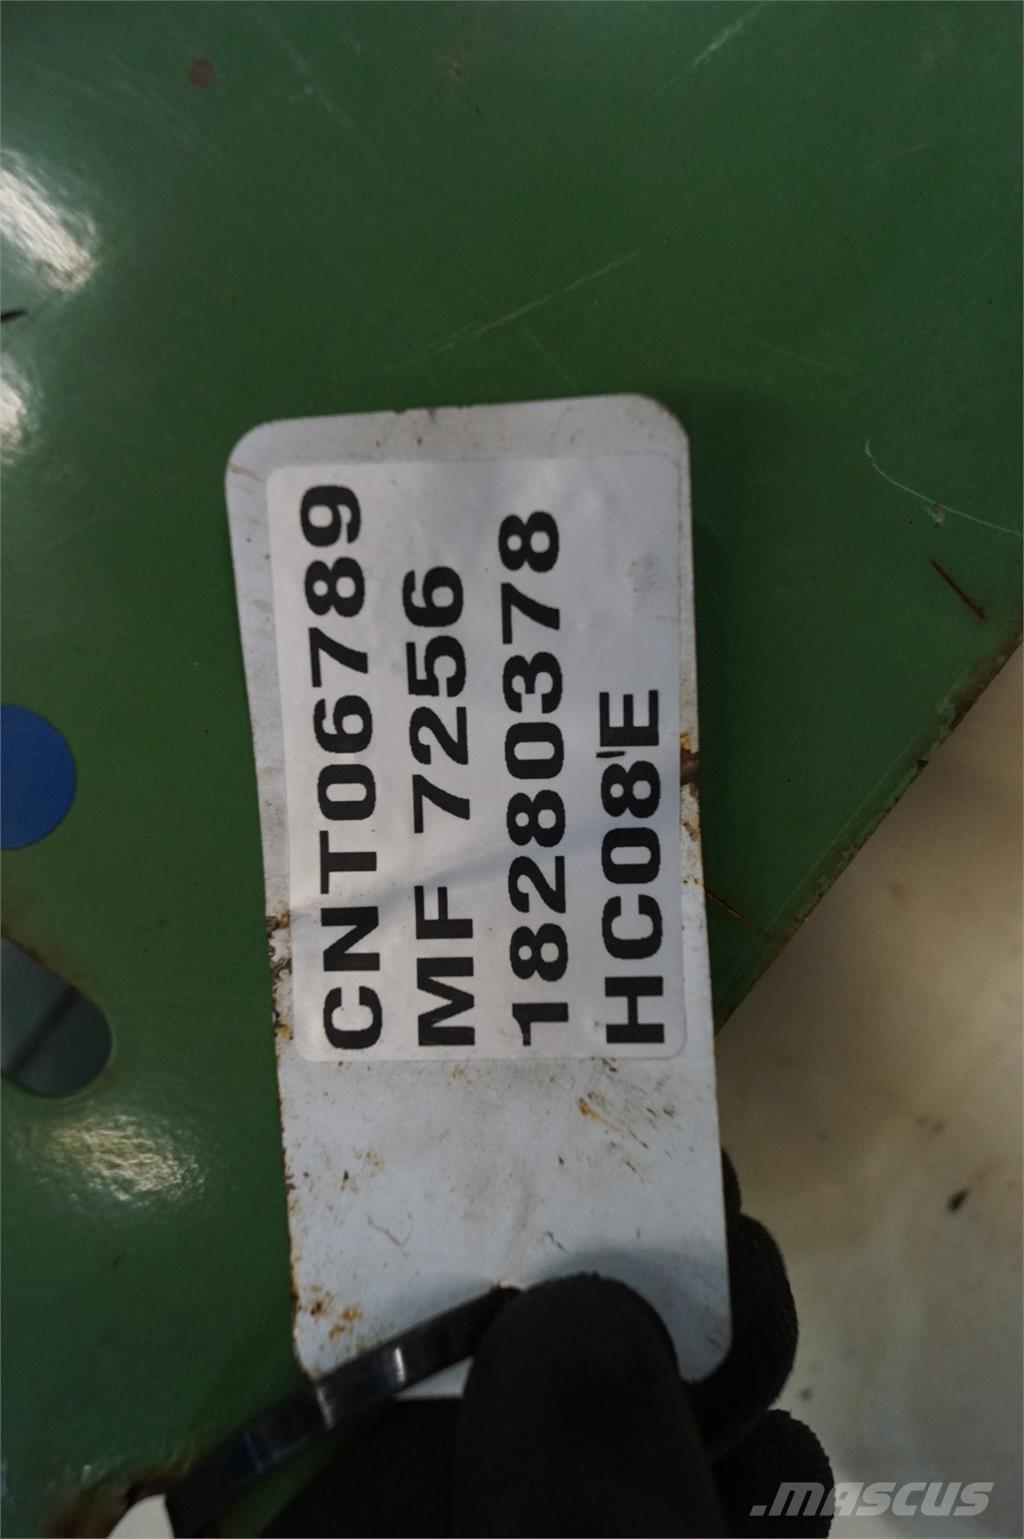 CNT06789
MF 7256
18280378
HC08'E
.mascus